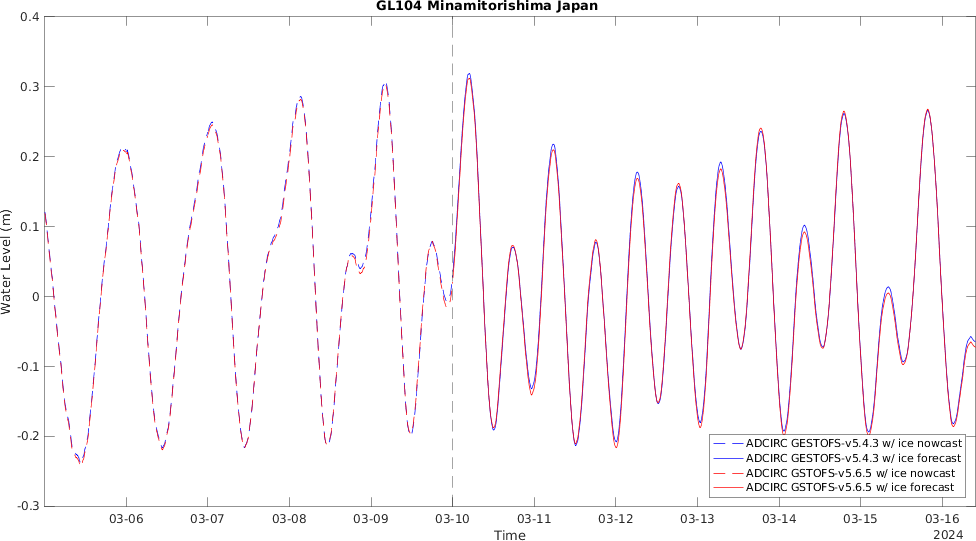 GL104 Minamitorishima Japan
0.4
0.3
0.2
0.1
0
-0.1
-0.2
-0.3
Water Level (m)
ADCIRC GESTOFS-v5.4.3 w/ ice nowcast
ADCIRC GESTOFS-v5.4.3 w/ ice forecast
ADCIRC GSTOFS-v5.6.5 w/ ice nowcast
ADCIRC GSTOFS-v5.6.5 w/ ice forecast
03-06 03-07 03-08 03-09 03-10 03-11 03-12 03-13 03-14 03-15 03-16
Time 2024